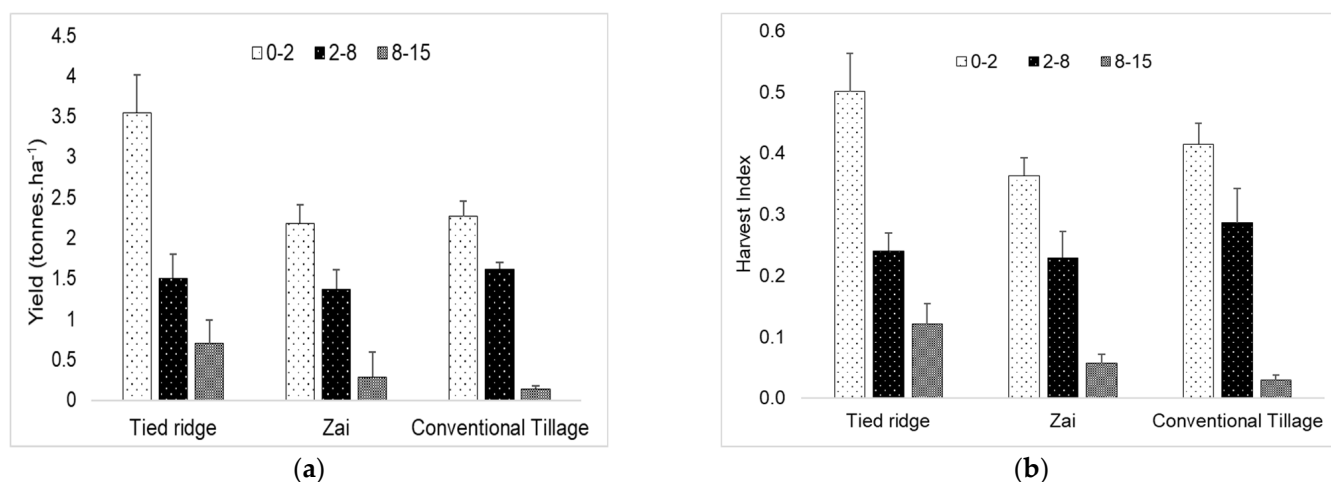 4.5
4
3.5
3
2.5
2
1.5
1
0.5
0
Yield (tonnes.ha⁻¹)
0-2 2-8 8-15
Tied ridge Zai Conventional Tillage
(a)
0.6
0.5
0.4
0.3
0.2
0.1
0.0
Harvest Index
0-2 2-8 8-15
Tied ridge Zai Conventional Tillage
(b)